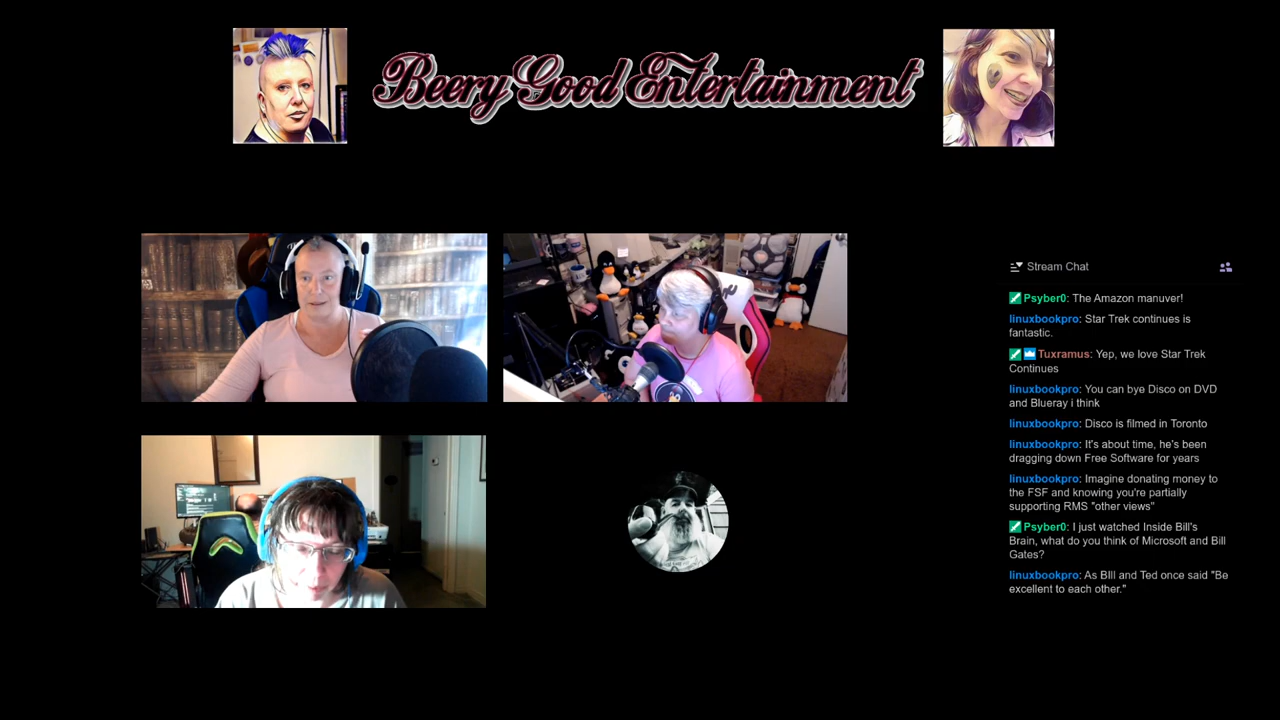 Beery Good Entertainment
Stream Chat
Psyber0: The Amazon manuver!
linuxbookpro: Star Trek continues is
fantastic.
Tuxramus: Yep, we love Star Trek
Continues
linuxbookpro: You can bye Disco on DVD
and Blueray i think
linuxbookpro: Disco is filmed in Toronto
linuxbookpro: It's about time, he's been
dragging down Free Software for years
linuxbookpro: Imagine donating money to
the FSF and knowing you're partially
supporting RMS "other views"
Psyber0: I just watched Inside Bill's
Brain, what do you think of Microsoft and Bill
Gates?
linuxbookpro: As BIll and Ted once said "Be
excellent to each other."